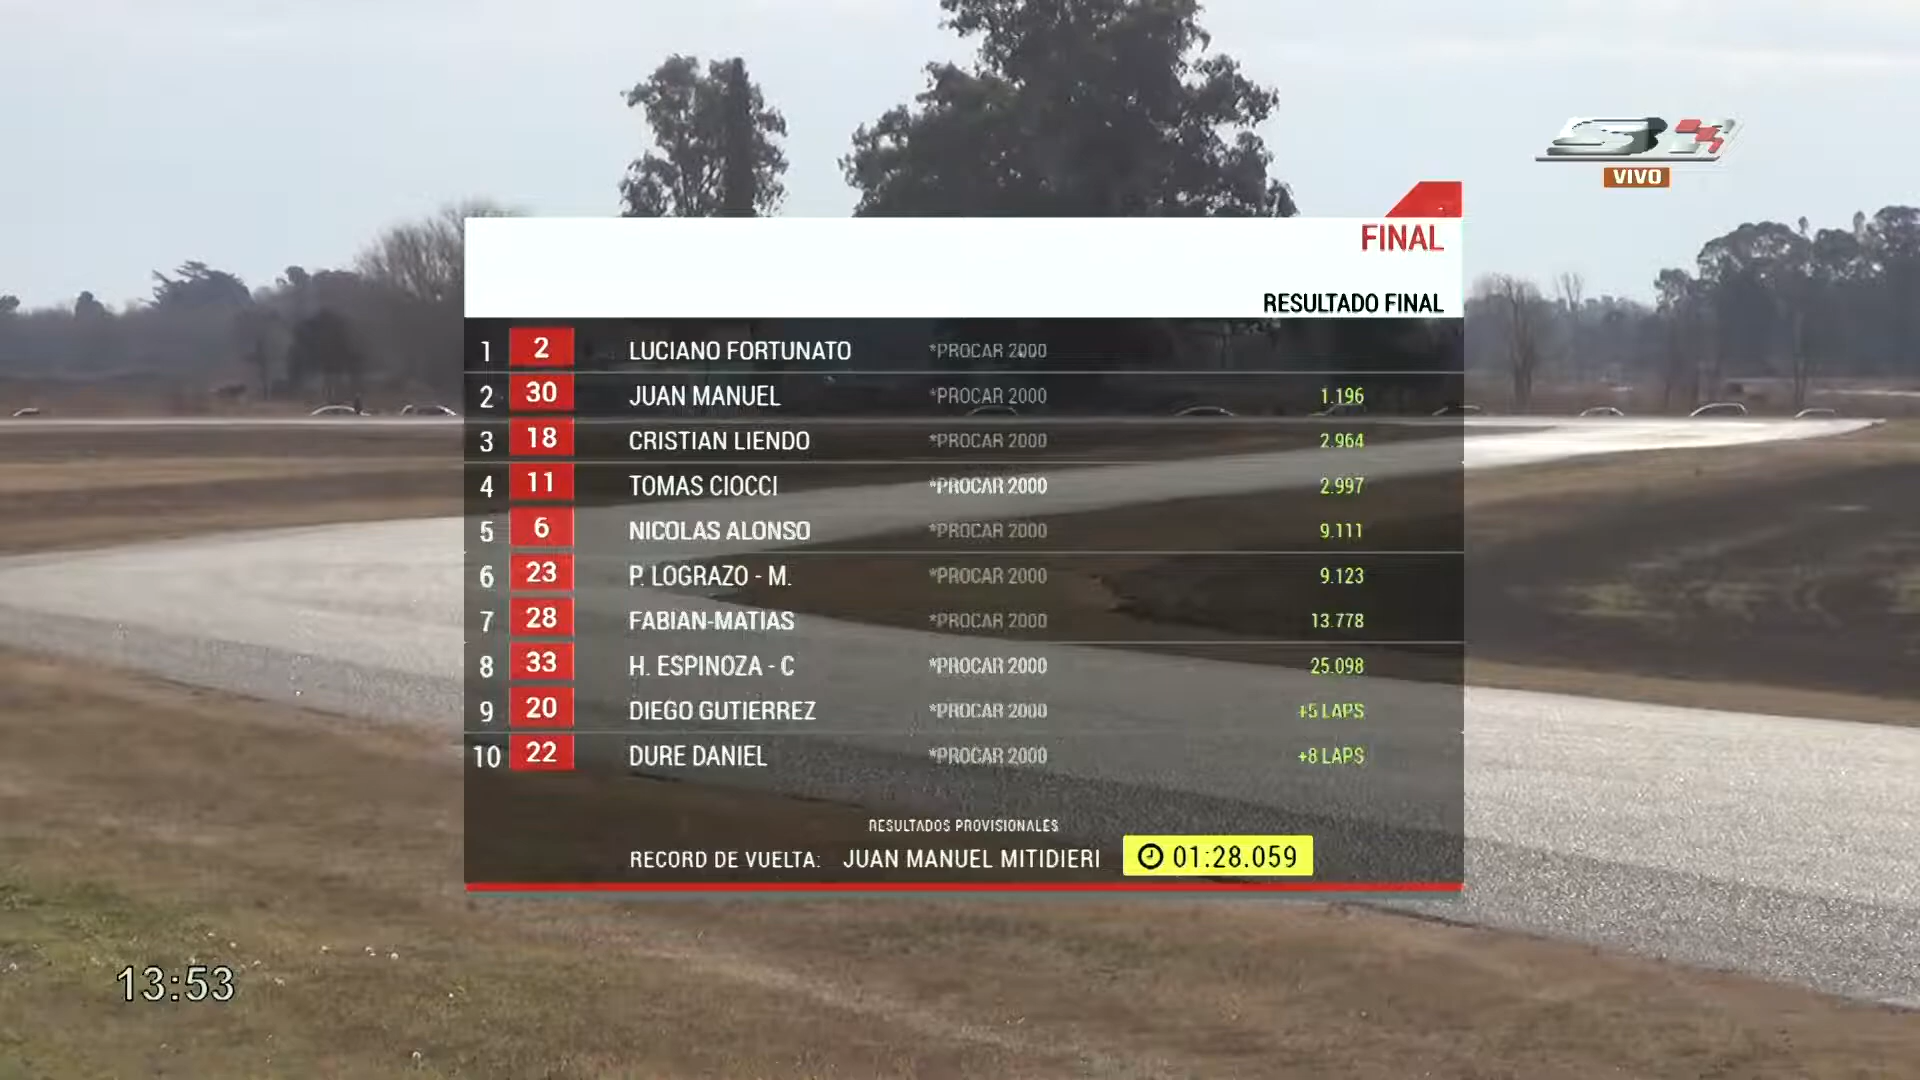 VIVO
FINAL
RESULTADO FINAL
1 2 LUCIANO FORTUNATO *PROCAR 2000
2 30 JUAN MANUEL *PROCAR 2000 1.196
3 18 CRISTIAN LIENDO *PROCAR 2000 2.964
4 11 TOMAS CIOCCI *PROCAR 2000 2.997
5 6 NICOLAS ALONSO *PROCAR 2000 9.111
6 23 P. LOGRAZO - M. *PROCAR 2000 9.123
7 28 FABIAN-MATIAS *PROCAR 2000 13.778
8 33 H. ESPINOZA - C *PROCAR 2000 25.098
9 20 DIEGO GUTIERREZ *PROCAR 2000 +5 LAPS
10 22 DURE DANIEL *PROCAR 2000 +8 LAPS
RESULTADOS PROVISIONALES
RECORD DE VUELTA: JUAN MANUEL MITIDIERI 01:28.059
13:53